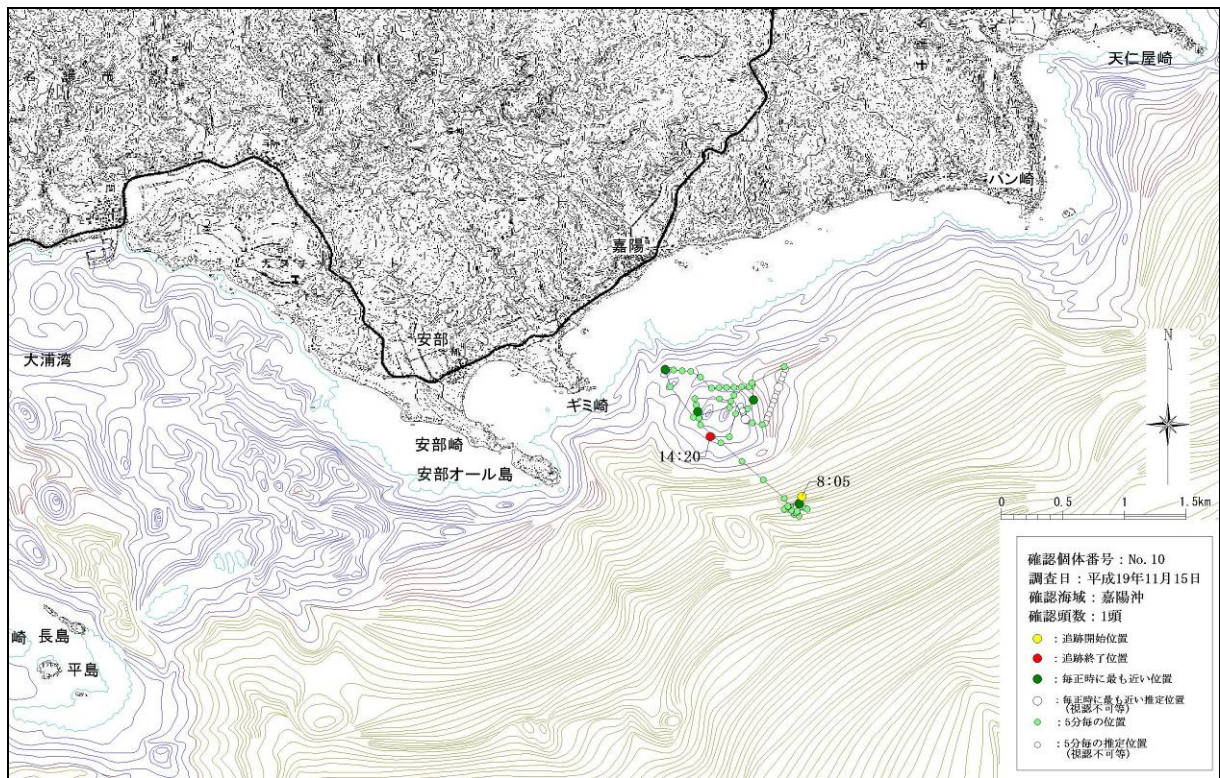 天仁屋崎
バン崎
嘉陽
安部
大浦湾
ギミ崎
安部崎
安部オール島
14:20
8:05
N
0 0.5 1 1.5km
崎
長島
平島
確認個体番号：No.10
調査日：平成19年11月15日
確認海域：嘉陽沖
確認頭数：1頭
：追跡開始位置
：追跡終了位置
：毎正時に最も近い位置
：毎正時に最も近い推定位置
(視認不可等)
：5分毎の位置
：5分毎の推定位置
(視認不可等)